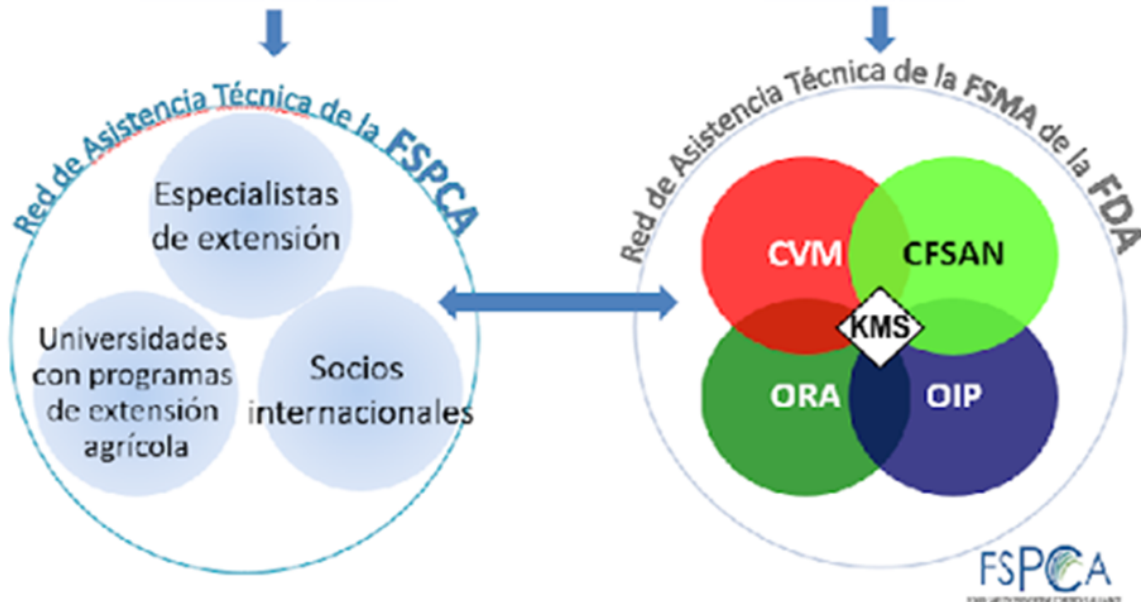 Red de Asistencia Técnica de la FSPCA
Especialistas
de extensión
Universidades
con programas
de extensión
agrícola
Socios
internacionales
Red de Asistencia Técnica de la FSMA de la FDA
CVM
CFSAN
KMS
ORA
OIP
FSPCA